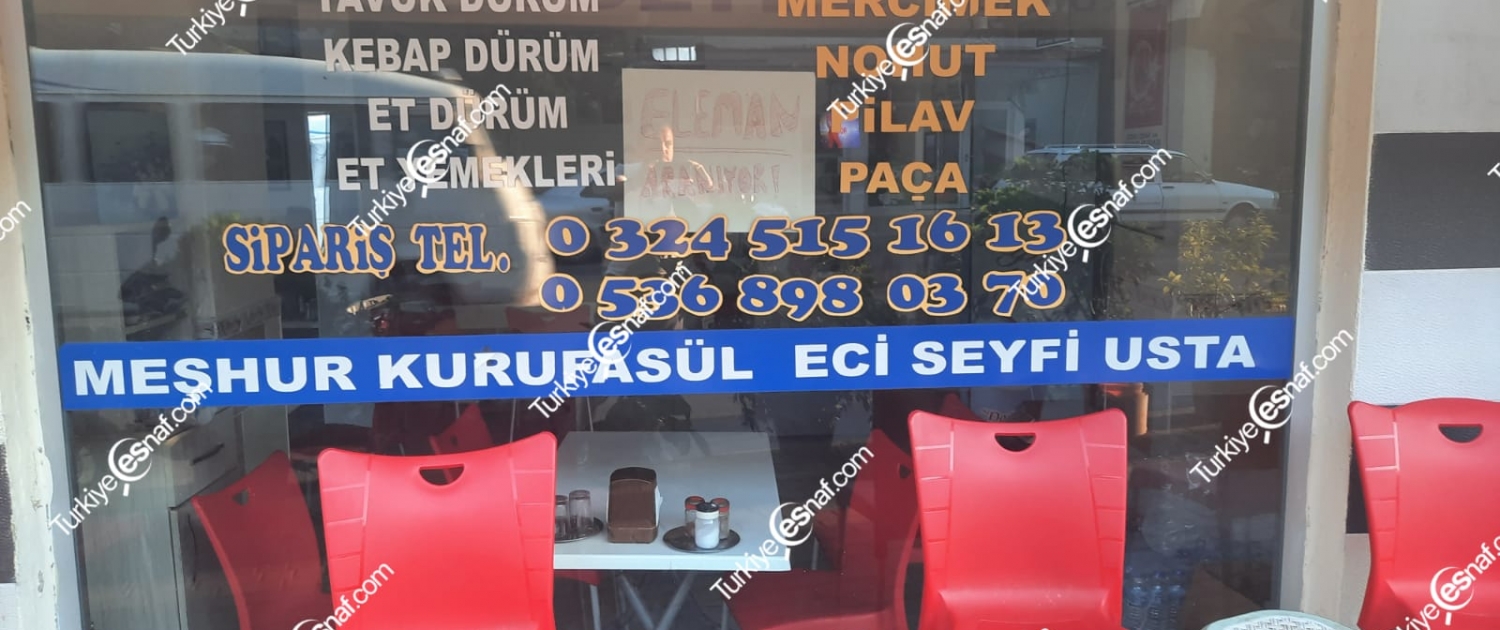 TAVUK DÜRÜM
KEBAP DÜRÜM
ET DÜRÜM
ET YEMEKLERİ
MERCİMEK
NOHUT
PİLAV
PAÇA
ELEMAN
ARANIYOR!
SİPARİŞ TEL. 0 324 515 16 13
0 536 898 03 70
MEŞHUR KURUFASÜL ECİ SEYFİ USTA
Turkiyeesnaf.com